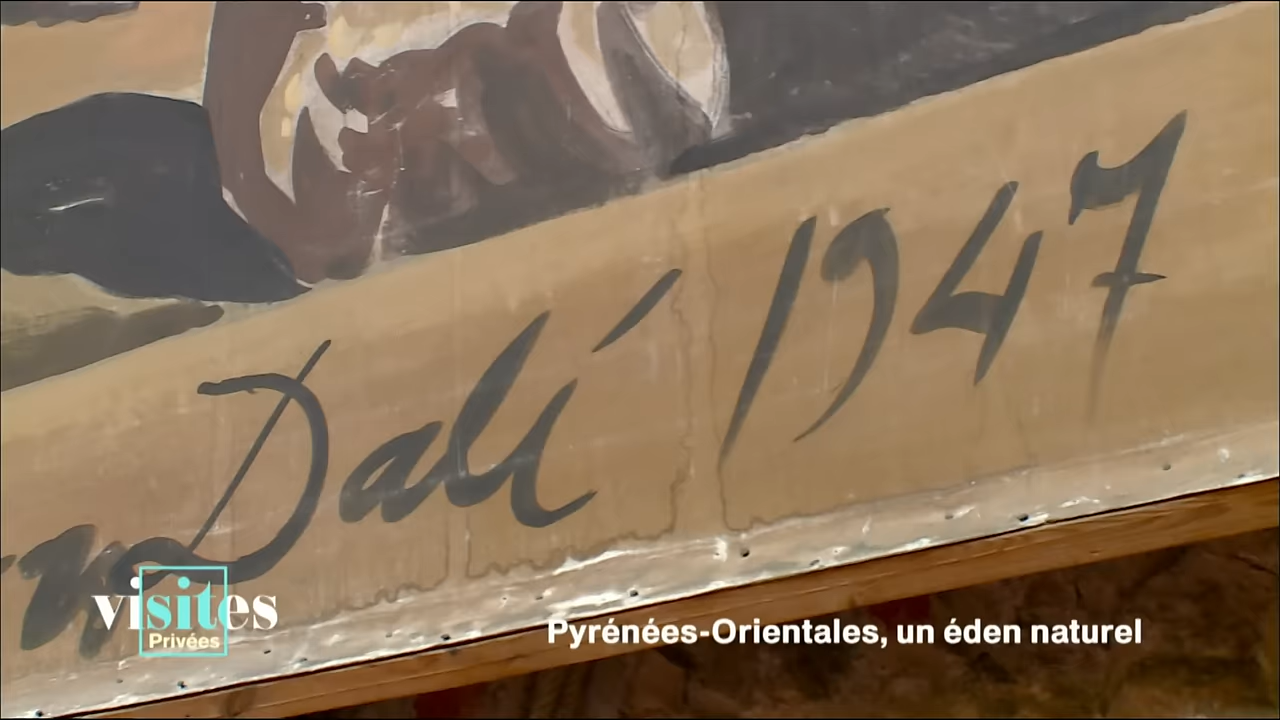 Dalí 1947
visites
Privées
Pyrénées-Orientales, un éden naturel